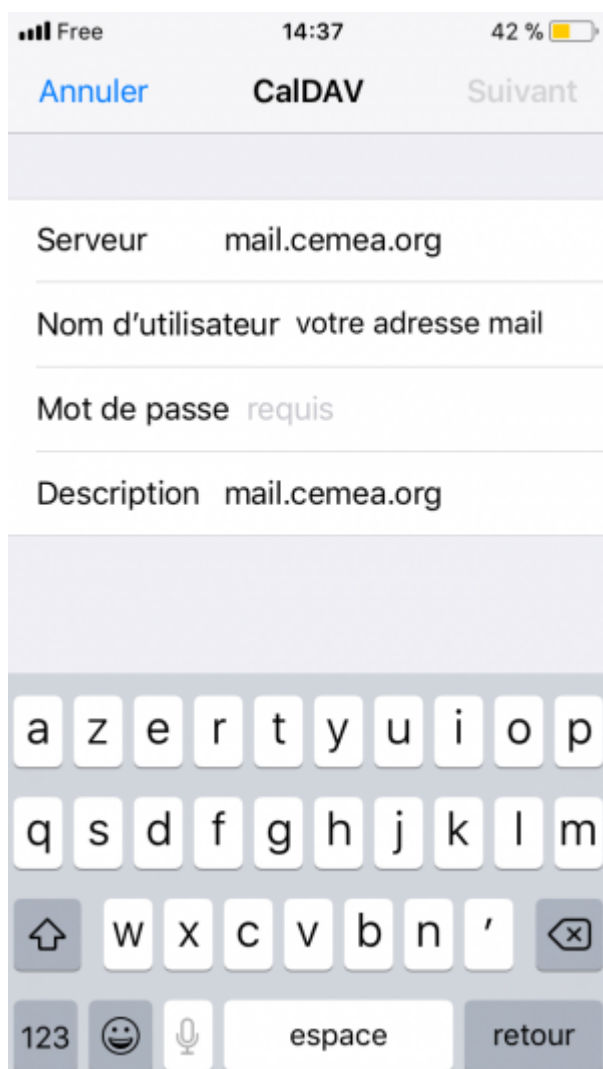 Free 14:37 42 %
Annuler CalDAV Suivant
Serveur mail.cemea.org
Nom d’utilisateur votre adresse mail
Mot de passe requis
Description mail.cemea.org
a z e r t y u i o p
q s d f g h j k l m
w x c v b n ’
123 espace retour